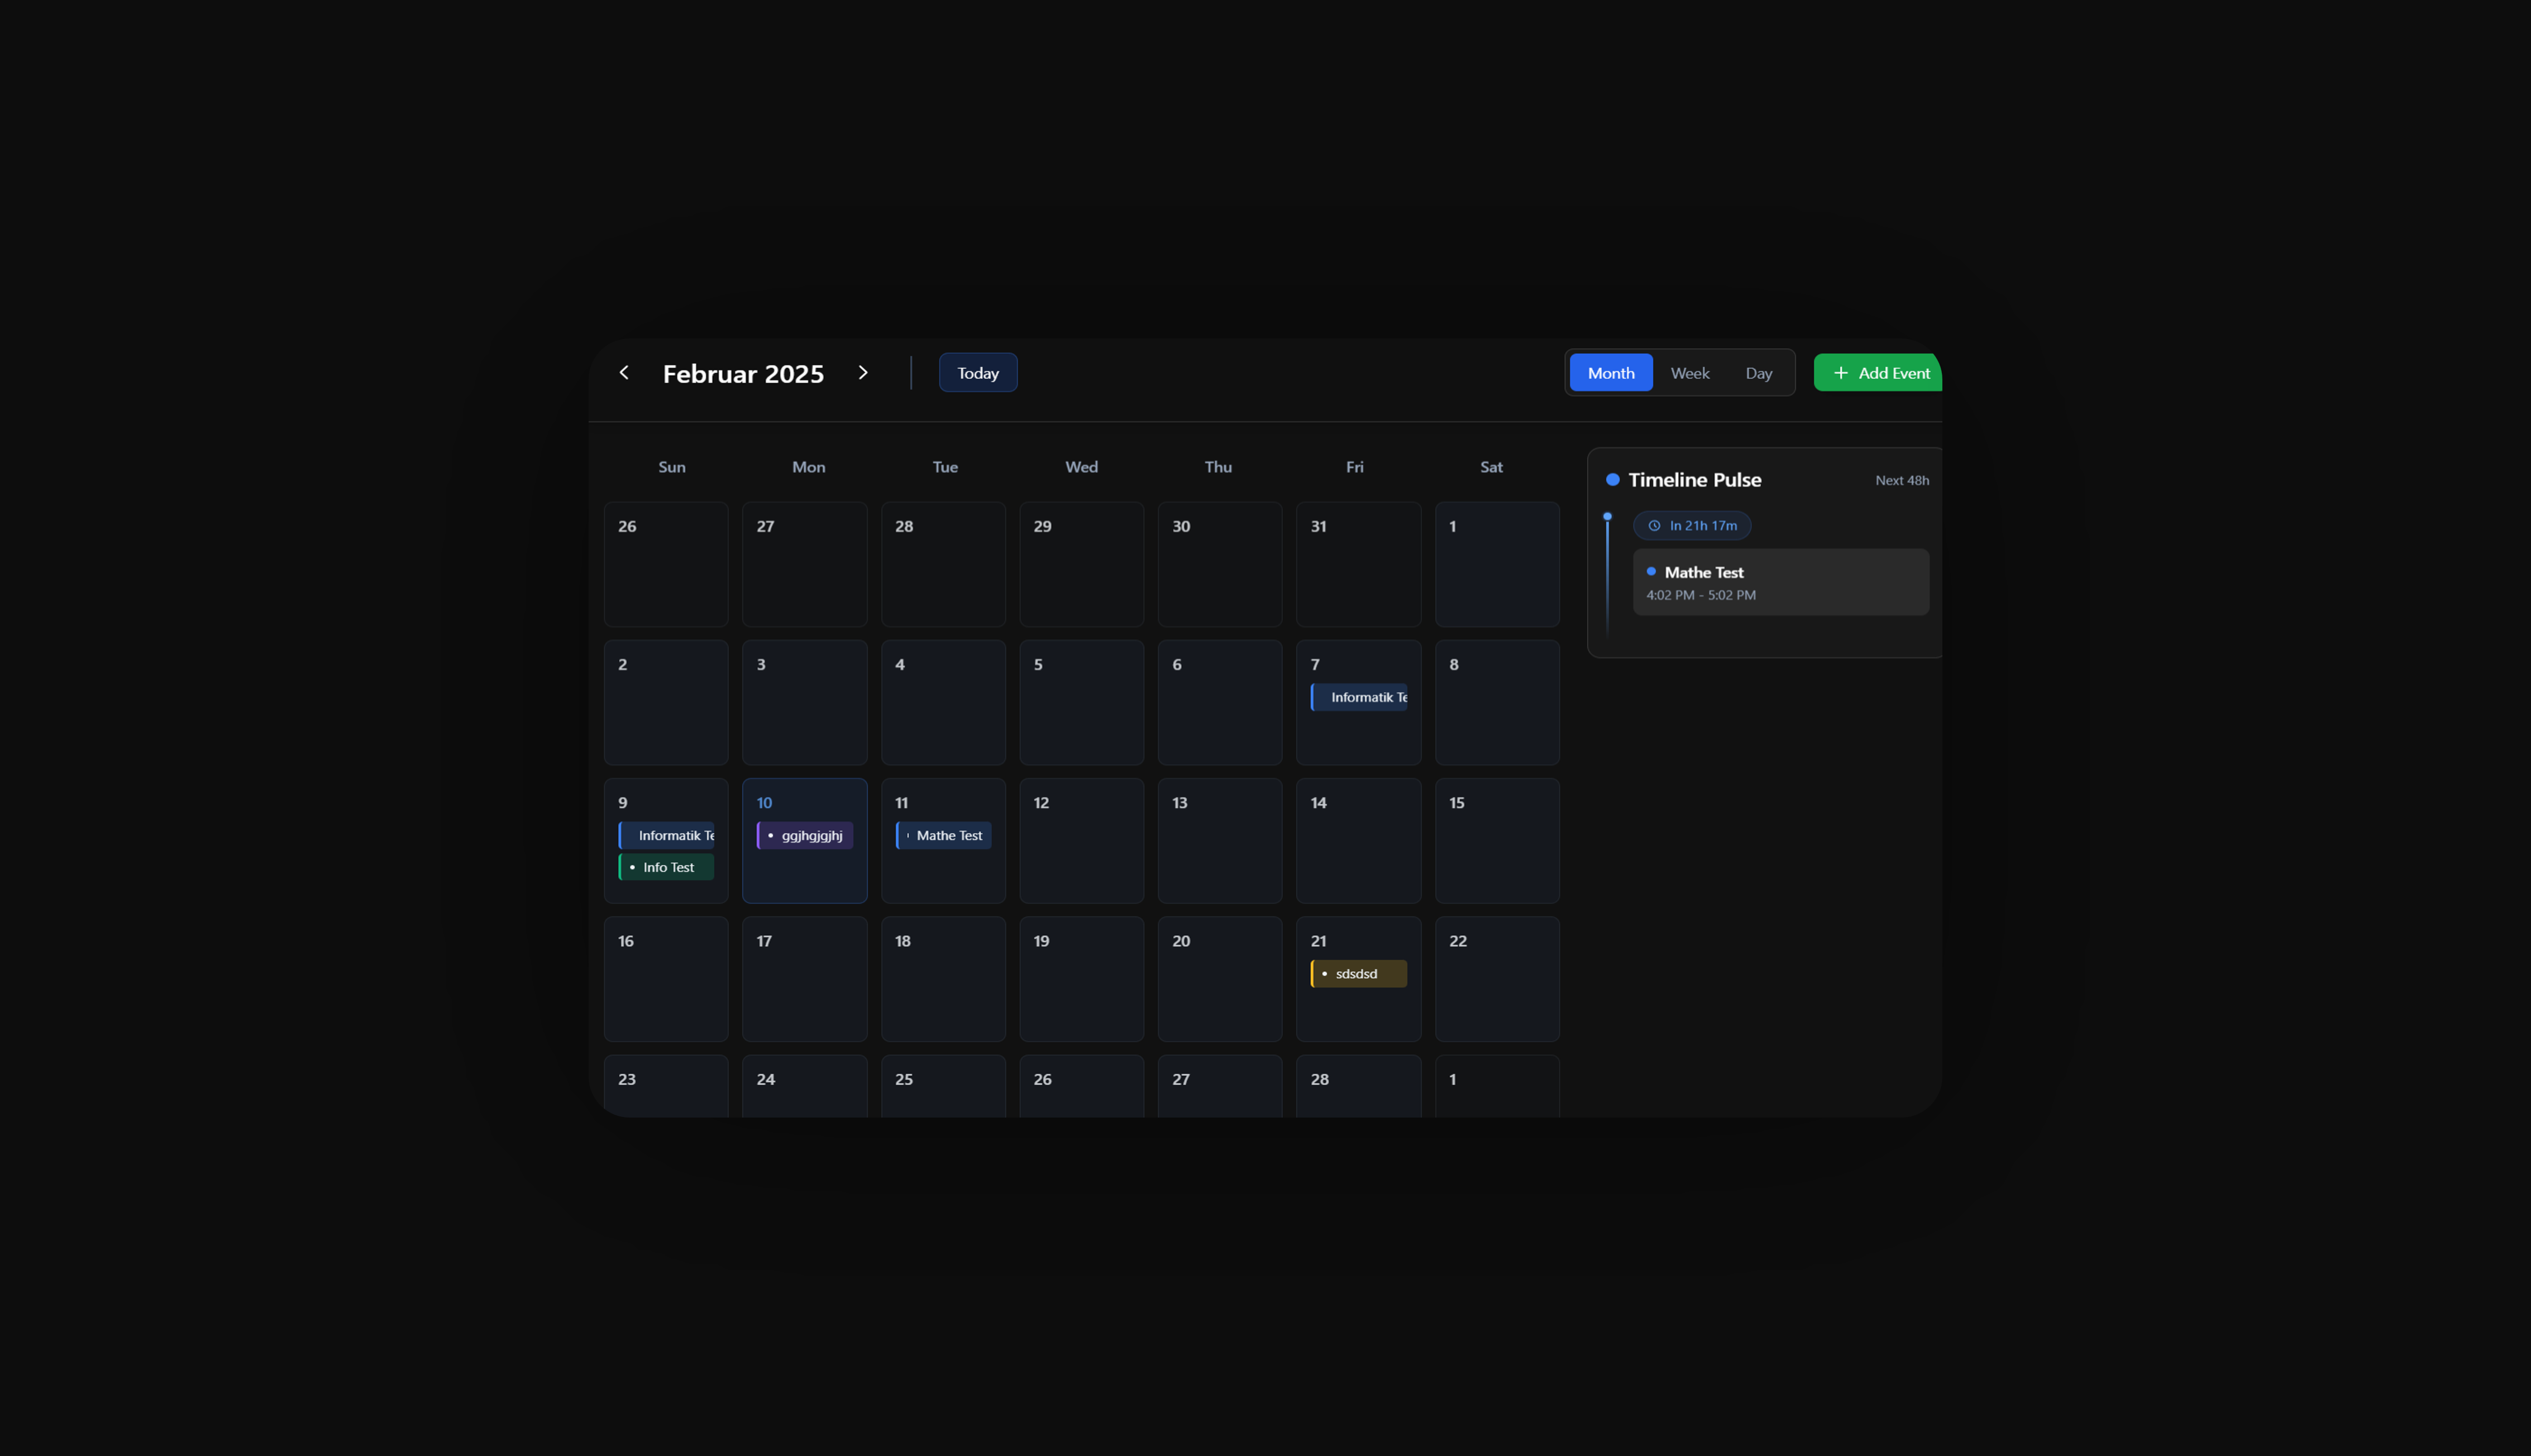 Februar 2025
Today
Month Week Day
Add Event
Sun Mon Tue Wed Thu Fri Sat
26 27 28 29 30 31 1
2 3 4 5 6 7 8
Informatik Te
9 10 11 12 13 14 15
Informatik Te ggjhgjgjhj Mathe Test
Info Test
16 17 18 19 20 21 22
sdsdsd
23 24 25 26 27 28 1
Timeline Pulse Next 48h
In 21h 17m
Mathe Test
4:02 PM - 5:02 PM